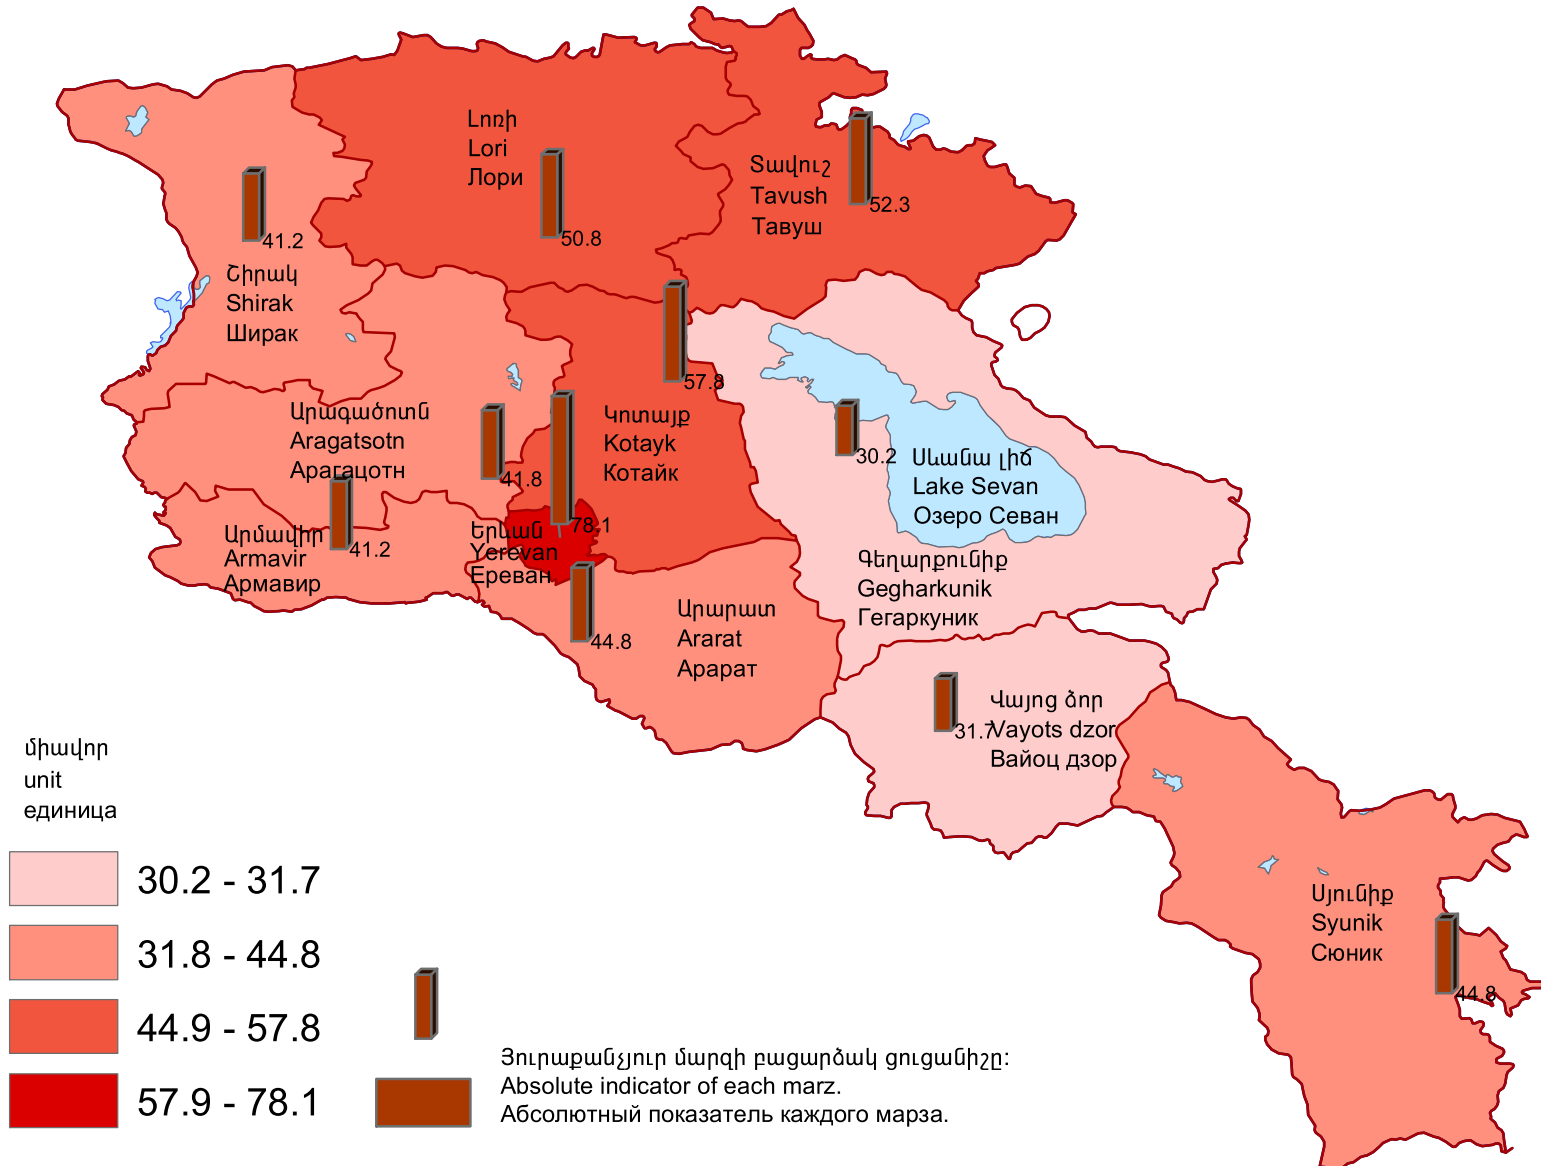 Լոռի
Lori
Лори
50.8
Տավուշ
Tavush
Тавуш
52.3
41.2
Շիրակ
Shirak
Ширак
57.8
Կոտայք
Kotayk
Котайк
Արագածոտն
Aragatsotn
Арагацотн
41.8
30.2
Սևանա լիճ
Lake Sevan
Озеро Севан
Արմավիր
Armavir
Армавир
41.2
Երևան
Yerevan
Ереван
78.1
Գեղարքունիք
Gegharkunik
Гегаркуник
44.8
Արարատ
Ararat
Арарат
31.7
Վայոց ձոր
Vayots dzor
Вайоц дзор
Սյունիք
Syunik
Сюник
44.8
միավոր
unit
единица
30.2 - 31.7
31.8 - 44.8
44.9 - 57.8
57.9 - 78.1
Յուրաքանչյուր մարզի բացարձակ ցուցանիշը:
Absolute indicator of each marz.
Абсолютный показатель каждого марза.